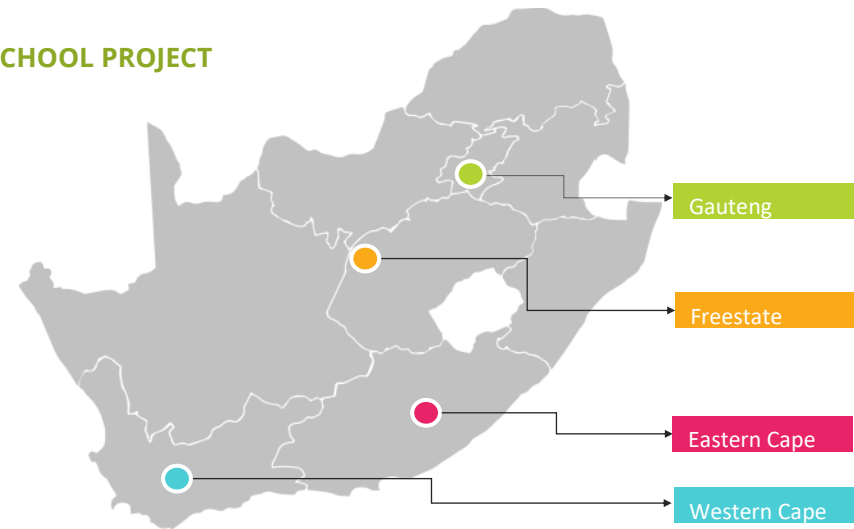 CHOOL PROJECT
Gauteng
Freestate
Eastern Cape
Western Cape